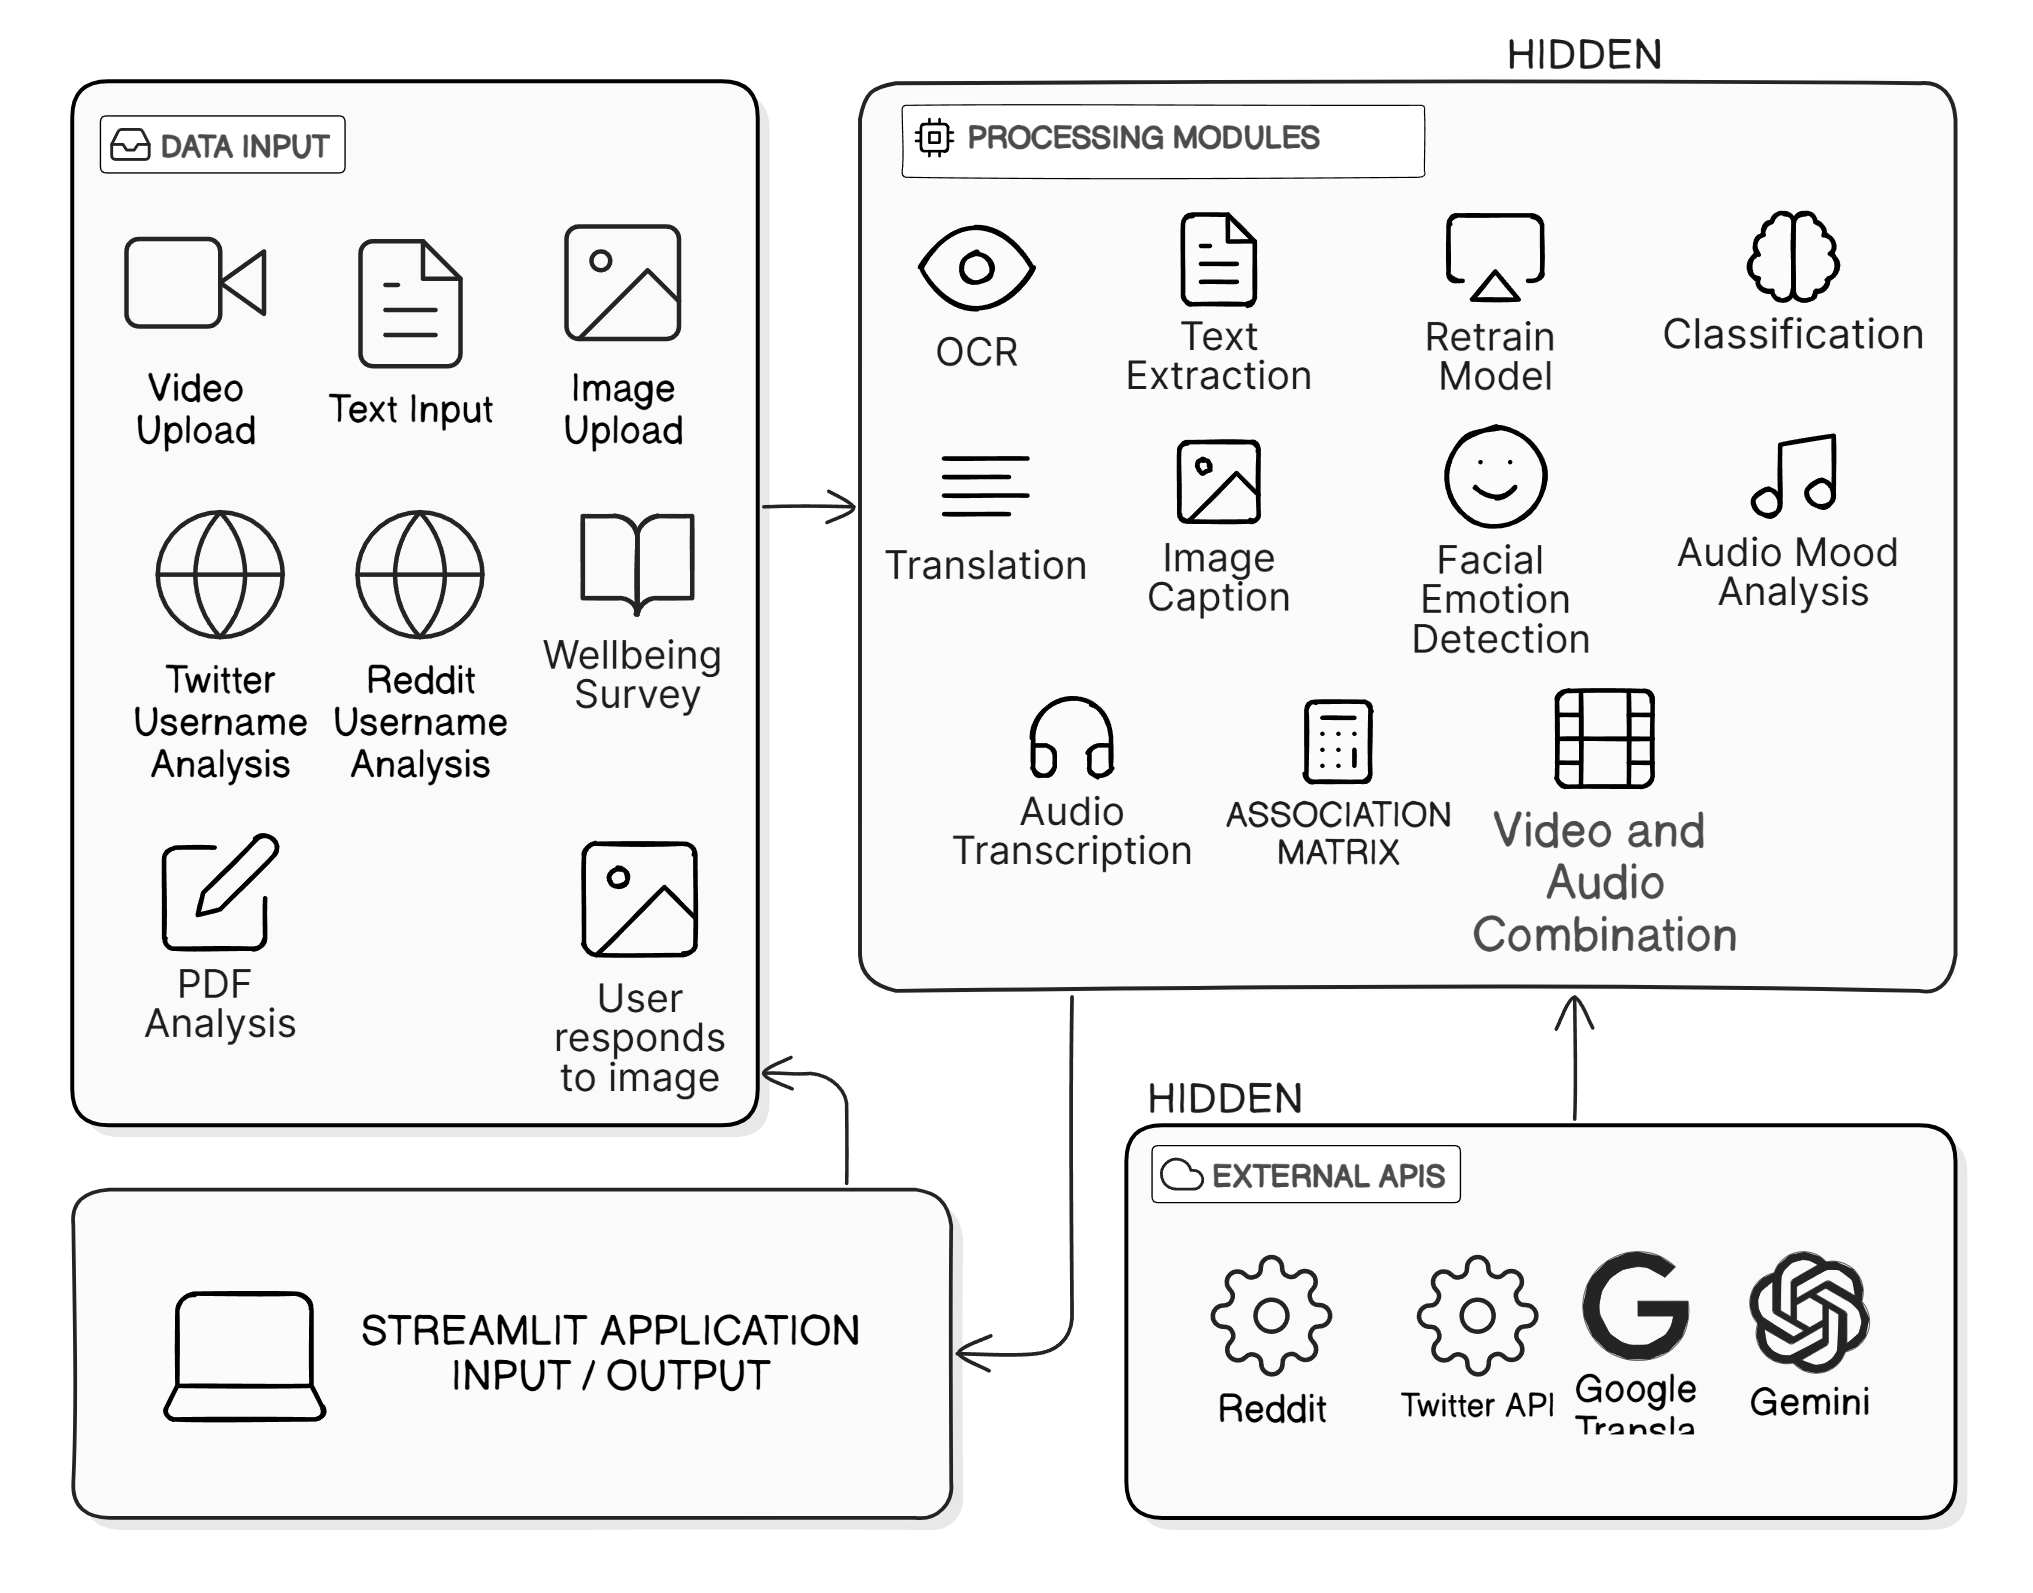 HIDDEN
DATA INPUT
Video
Upload
Text Input
Image
Upload
Twitter
Username
Analysis
Reddit
Username
Analysis
Wellbeing
Survey
PDF
Analysis
User
responds
to image
PROCESSING MODULES
OCR
Text
Extraction
Retrain
Model
Classification
Translation
Image
Caption
Facial
Emotion
Detection
Audio Mood
Analysis
Audio
Transcription
ASSOCIATION
MATRIX
Video and
Audio
Combination
STREAMLIT APPLICATION
INPUT / OUTPUT
HIDDEN
EXTERNAL APIS
Reddit
Twitter API
Google
Transla
Gemini